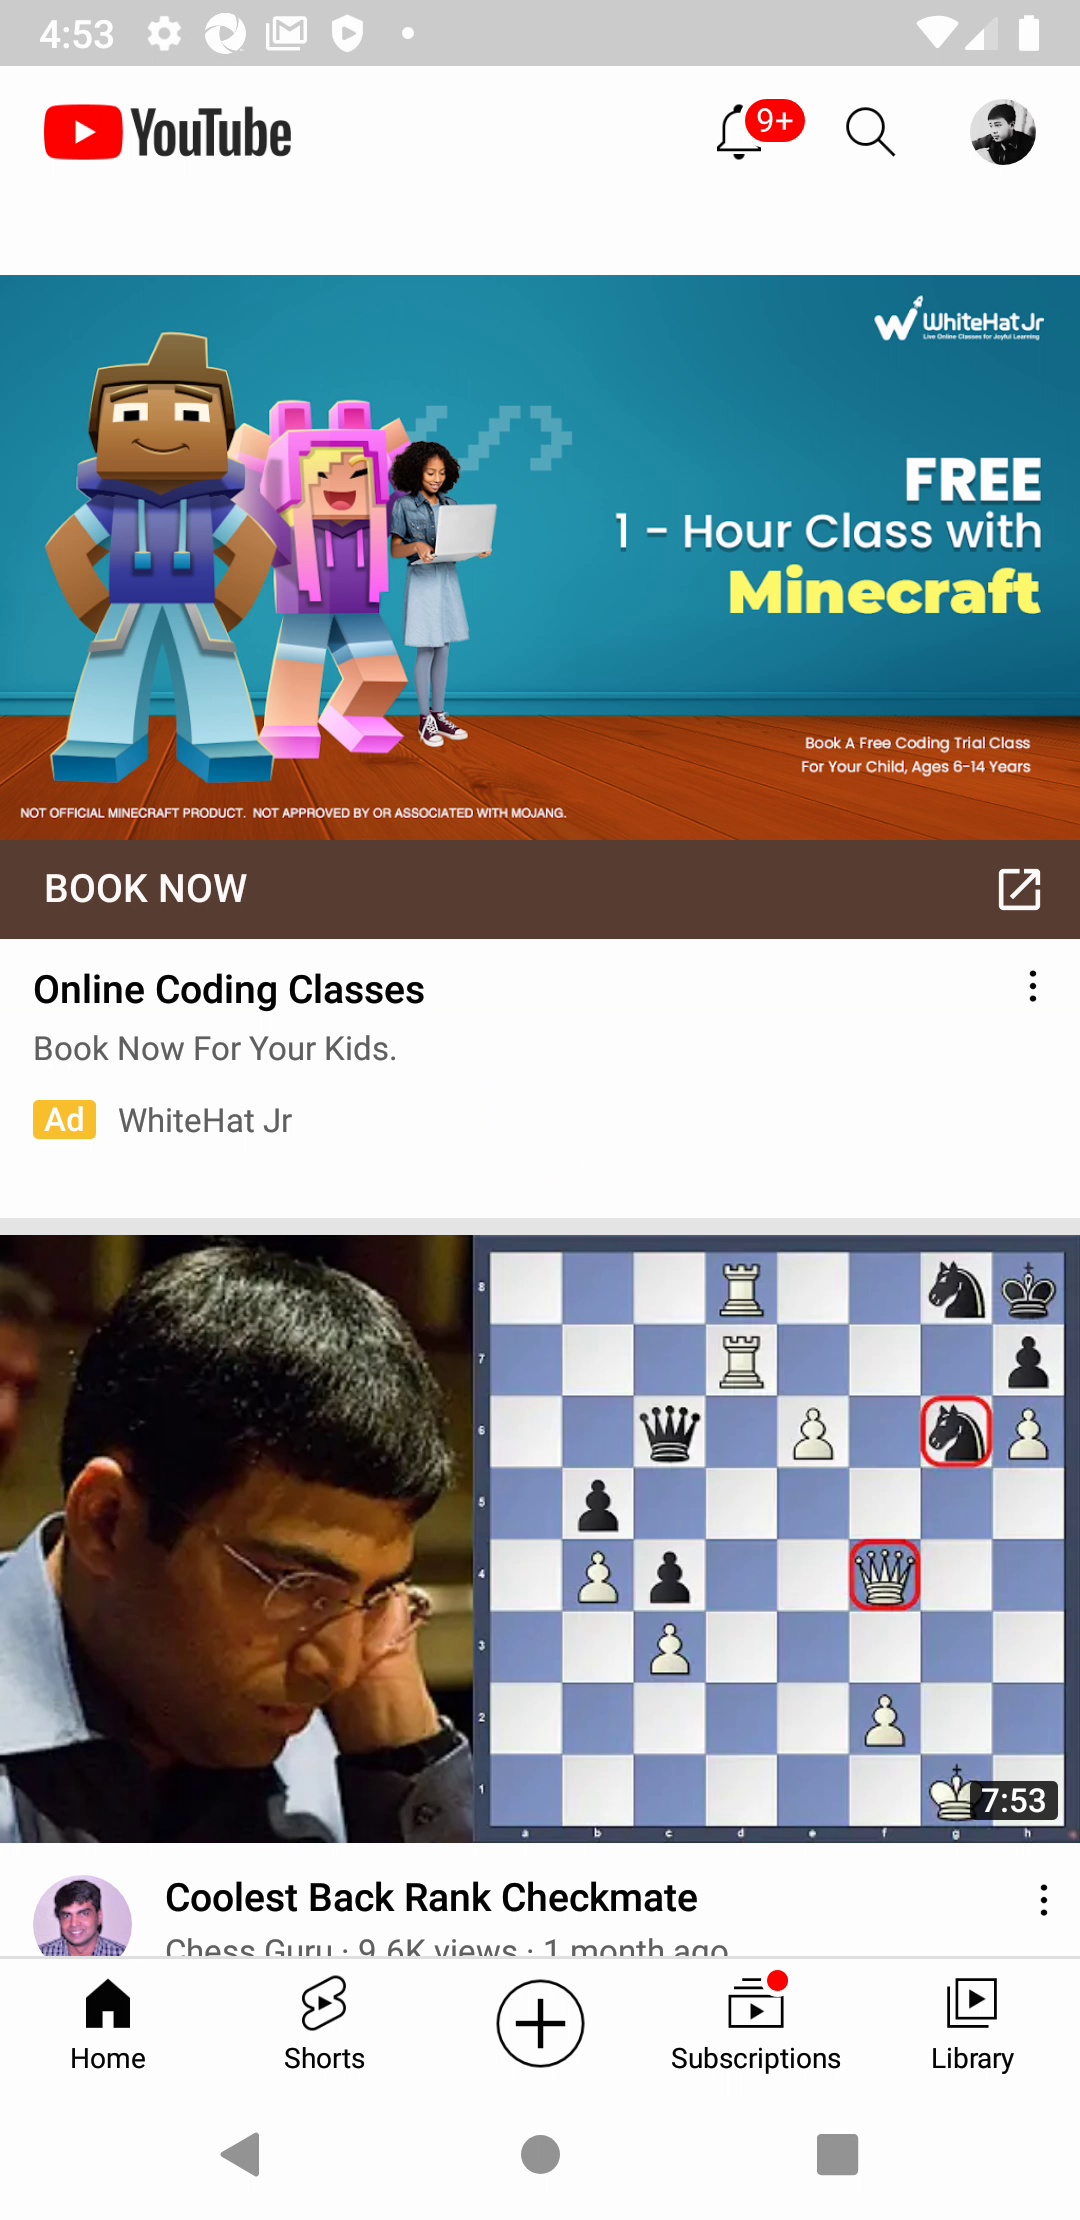 4:53
YouTube
9+
WhiteHat Jr
Live Online Classes for Joyful Learning
FREE
1 - Hour Class with
Minecraft
Book A Free Coding Trial Class
For Your Child, Ages 6-14 Years
NOT OFFICIAL MINECRAFT PRODUCT. NOT APPROVED BY OR ASSOCIATED WITH MOJANG.
BOOK NOW
Online Coding Classes
Book Now For Your Kids.
Ad WhiteHat Jr
8
7
6
5
4
3
2
1
a b c d e f g h
7:53
Coolest Back Rank Checkmate
Chess Guru · 9.6K views · 1 month ago
Home Shorts Subscriptions Library